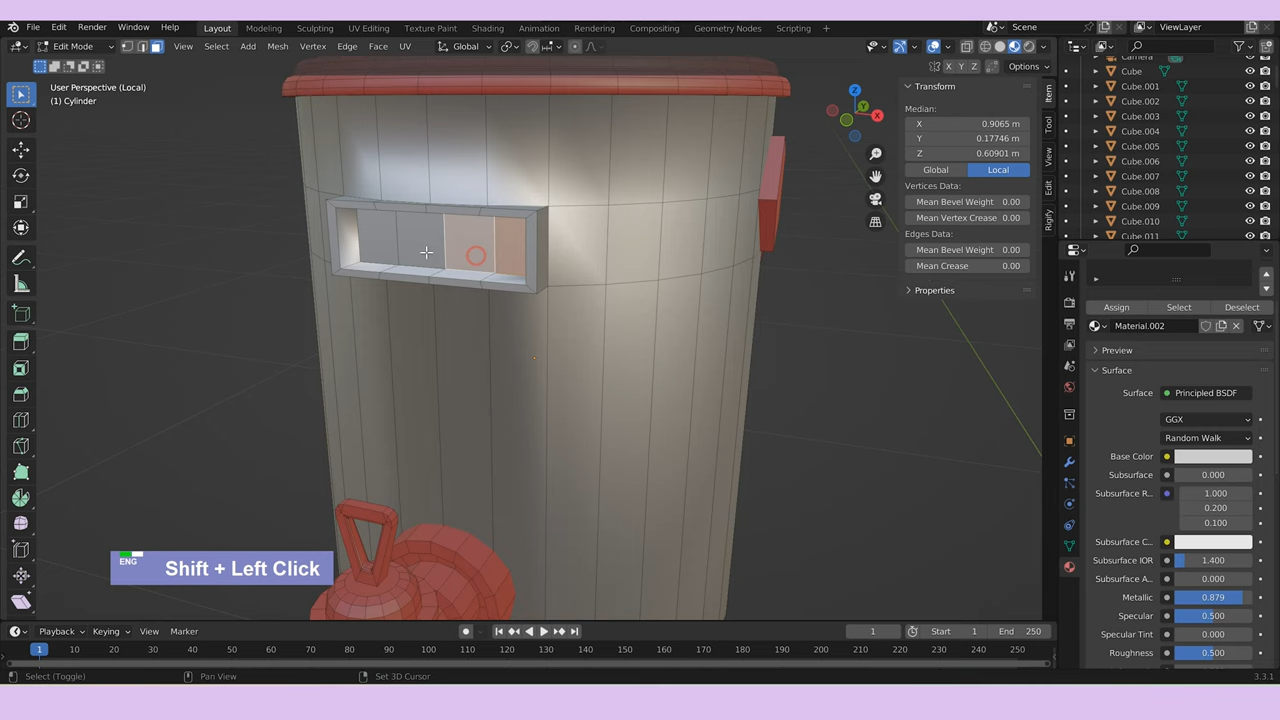 File Edit Render Window Help Layout Modeling Sculpting UV Editing Texture Paint Shading Animation Rendering Compositing Geometry Nodes Scripting + Scene ViewLayer
Edit Mode View Select Add Mesh Vertex Edge Face UV Global
X Y Z Options
User Perspective (Local)
(1) Cylinder
Z
Y
X
Transform
Median:
X 0.9065 m
Y 0.17746 m
Z 0.60901 m
Global Local
Vertices Data:
Mean Bevel Weight 0.00
Mean Vertex Crease 0.00
Edges Data:
Mean Bevel Weight 0.00
Mean Crease 0.00
Properties
Item
Tool
View
Edit
Rigify
Camera
Cube
Cube.001
Cube.002
Cube.003
Cube.004
Cube.005
Cube.006
Cube.007
Cube.008
Cube.009
Cube.010
Cube.011
Assign Select Deselect
Material.002
Preview
Surface
Surface Principled BSDF
GGX
Random Walk
Base Color
Subsurface 0.000
Subsurface R... 1.000
0.200
0.100
Subsurface C...
Subsurface IOR 1.400
Subsurface A... 0.000
Metallic 0.879
Specular 0.500
Specular Tint 0.000
Roughness 0.500
ENG
Shift + Left Click
Playback Keying View Marker 1 Start 1 End 250
1 10 20 30 40 50 60 70 80 90 100 110 120 130 140 150 160 170 180 190 200 210 220 230 240 250
Select (Toggle) Pan View Set 3D Cursor 3.3.1